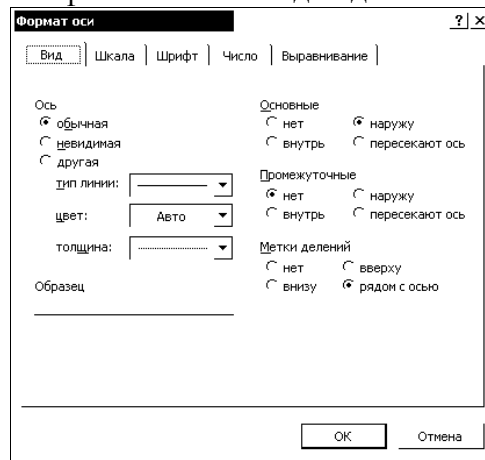 Формат оси ? ×
Вид Шкала Шрифт Число Выравнивание
Ось
обычная
невидимая
другая
тип линии:
цвет: Авто
толщина:
Образец
Основные
нет наружу
внутрь пересекают ось
Промежуточные
нет наружу
внутрь пересекают ось
Метки делений
нет вверху
внизу рядом с осью
OK Отмена